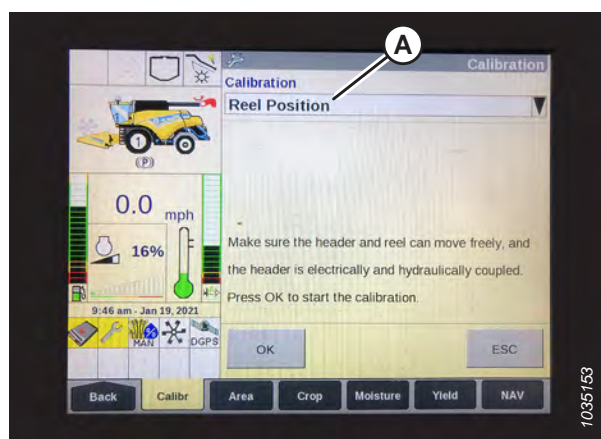 A
Calibration
Calibration
Reel Position
1
(P)
0.0 mph
16%
Make sure the header and reel can move freely, and
the header is electrically and hydraulically coupled.
Press OK to start the calibration.
9:46 am - Jan 19, 2021
MAN
DGPS
OK
ESC
Back
Calibr
Area
Crop
Moisture
Yield
NAV
1035153